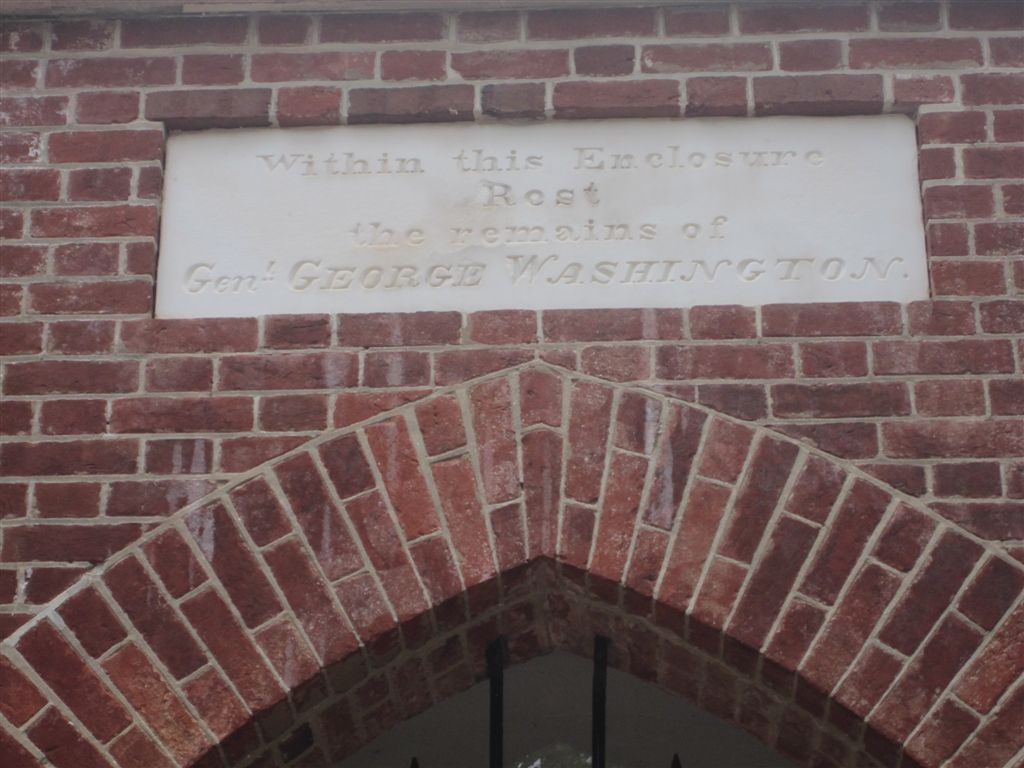 Within this Enclosure
Rest
the remains of
Genl. GEORGE WASHINGTON.